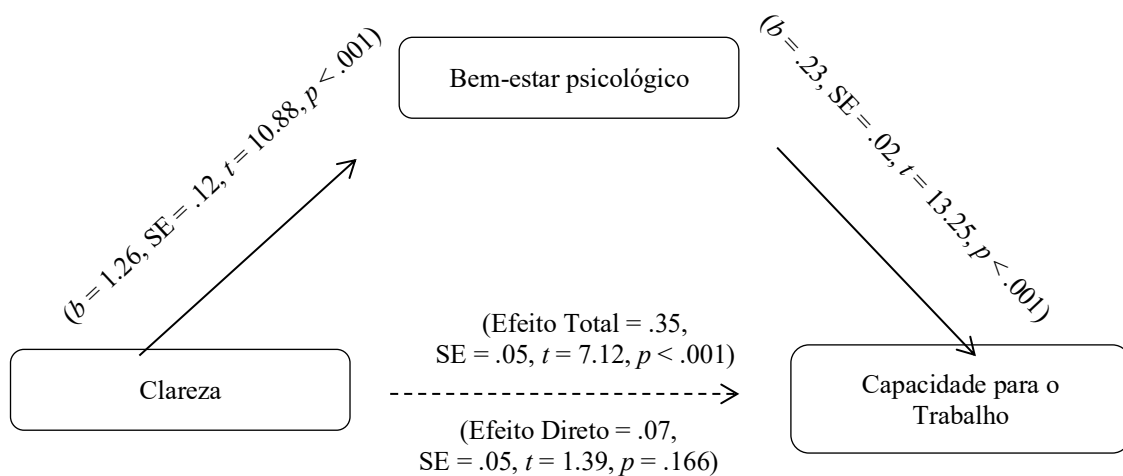 (b = 1.26, SE = .12, t = 10.88, p < .001)
Bem-estar psicológico
(b = .23, SE = .02, t = 13.25, p < .001)
(Efeito Total = .35,
SE = .05, t = 7.12, p < .001)
Clareza
Capacidade para o
Trabalho
(Efeito Direto = .07,
SE = .05, t = 1.39, p = .166)